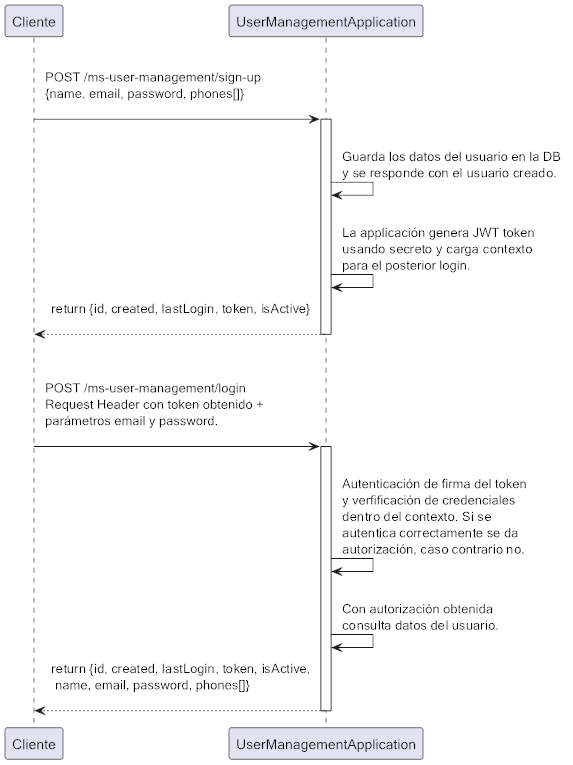 Cliente
UserManagementApplication
POST /ms-user-management/sign-up
{name, email, password, phones[]}
Guarda los datos del usuario en la DB
y se responde con el usuario creado.
La applicación genera JWT token
usando secreto y carga contexto
para el posterior login.
return {id, created, lastLogin, token, isActive}
POST /ms-user-management/login
Request Header con token obtenido +
parámetros email y password.
Autenticación de firma del token
y verfificación de credenciales
dentro del contexto. Si se
autentica correctamente se da
autorización, caso contrario no.
Con autorización obtenida
consulta datos del usuario.
return {id, created, lastLogin, token, isActive,
name, email, password, phones[]}
Cliente
UserManagementApplication